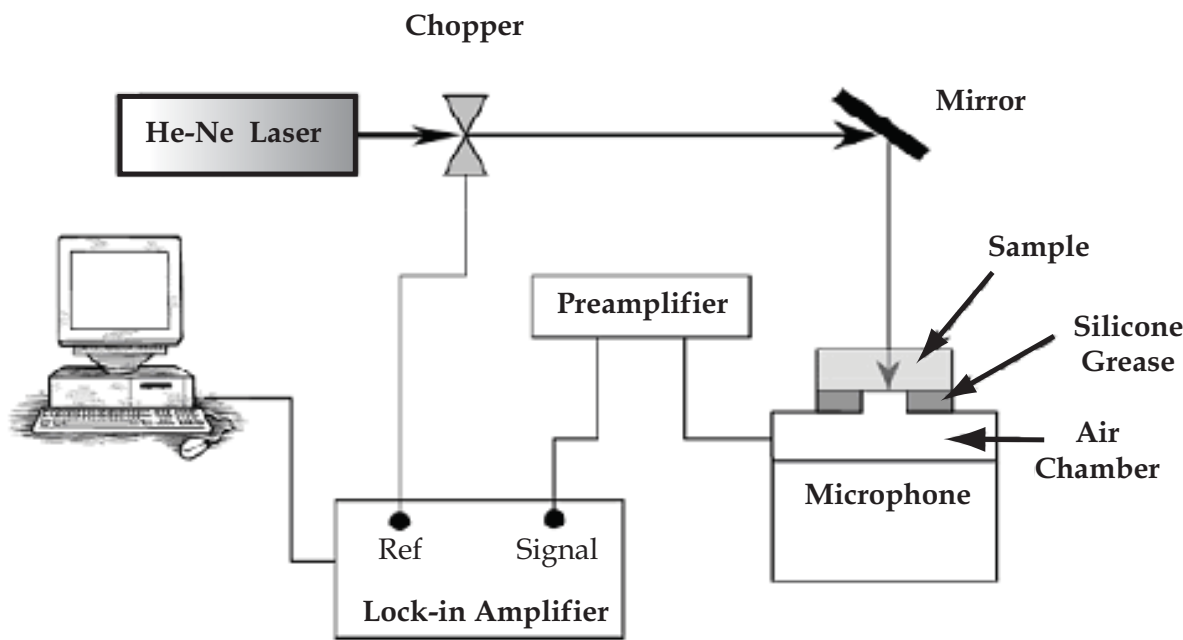 Chopper
He-Ne Laser
Mirror
Sample
Preamplifier
Silicone
Grease
Air
Chamber
Microphone
Ref
Signal
Lock-in Amplifier